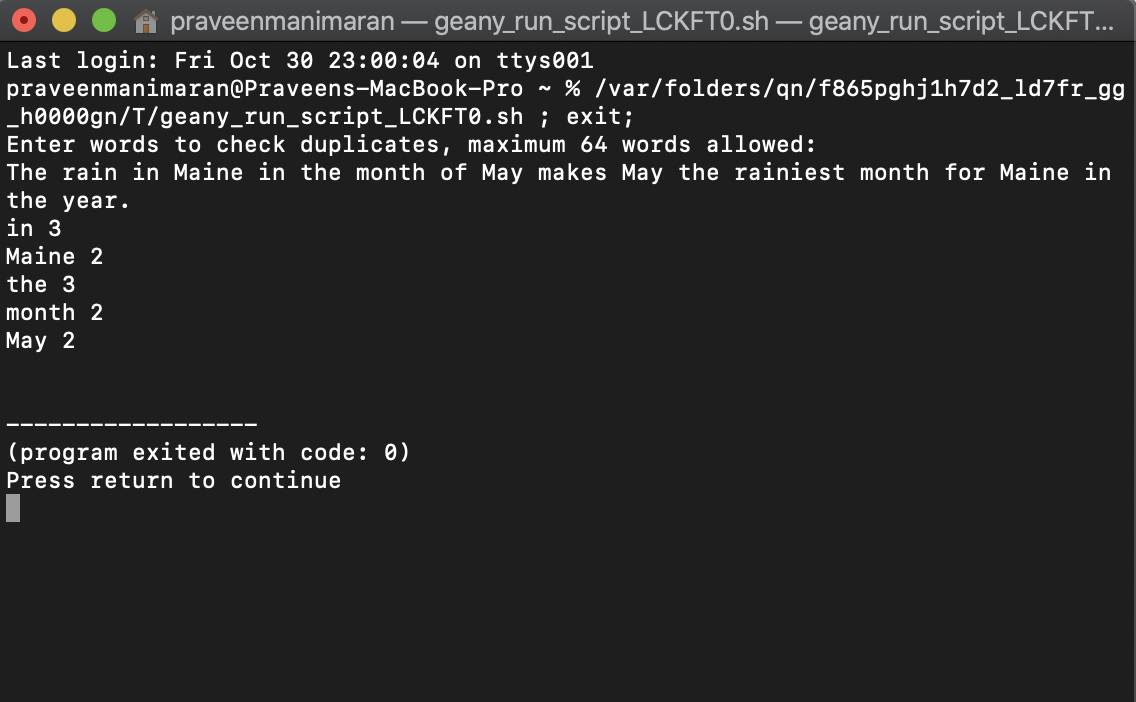 praveenmanimaran — geany_run_script_LCKFT0.sh — geany_run_script_LCKFT...
Last login: Fri Oct 30 23:00:04 on ttys001
praveenmanimaran@Praveens-MacBook-Pro ~ % /var/folders/qn/f865pghj1h7d2_ld7fr_gg
_h0000gn/T/geany_run_script_LCKFT0.sh ; exit;
Enter words to check duplicates, maximum 64 words allowed:
The rain in Maine in the month of May makes May the rainiest month for Maine in
the year.
in 3
Maine 2
the 3
month 2
May 2
------------------
(program exited with code: 0)
Press return to continue